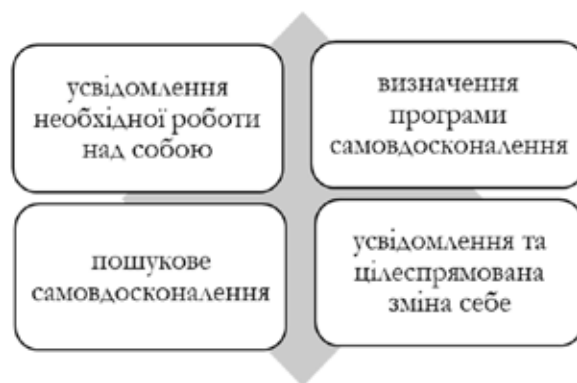 усвідомлення
необхідної роботи
над собою
визначення
програми
самовдосконалення
пошукове
самовдосконалення
усвідомлення та
цілеспрямована
зміна себе